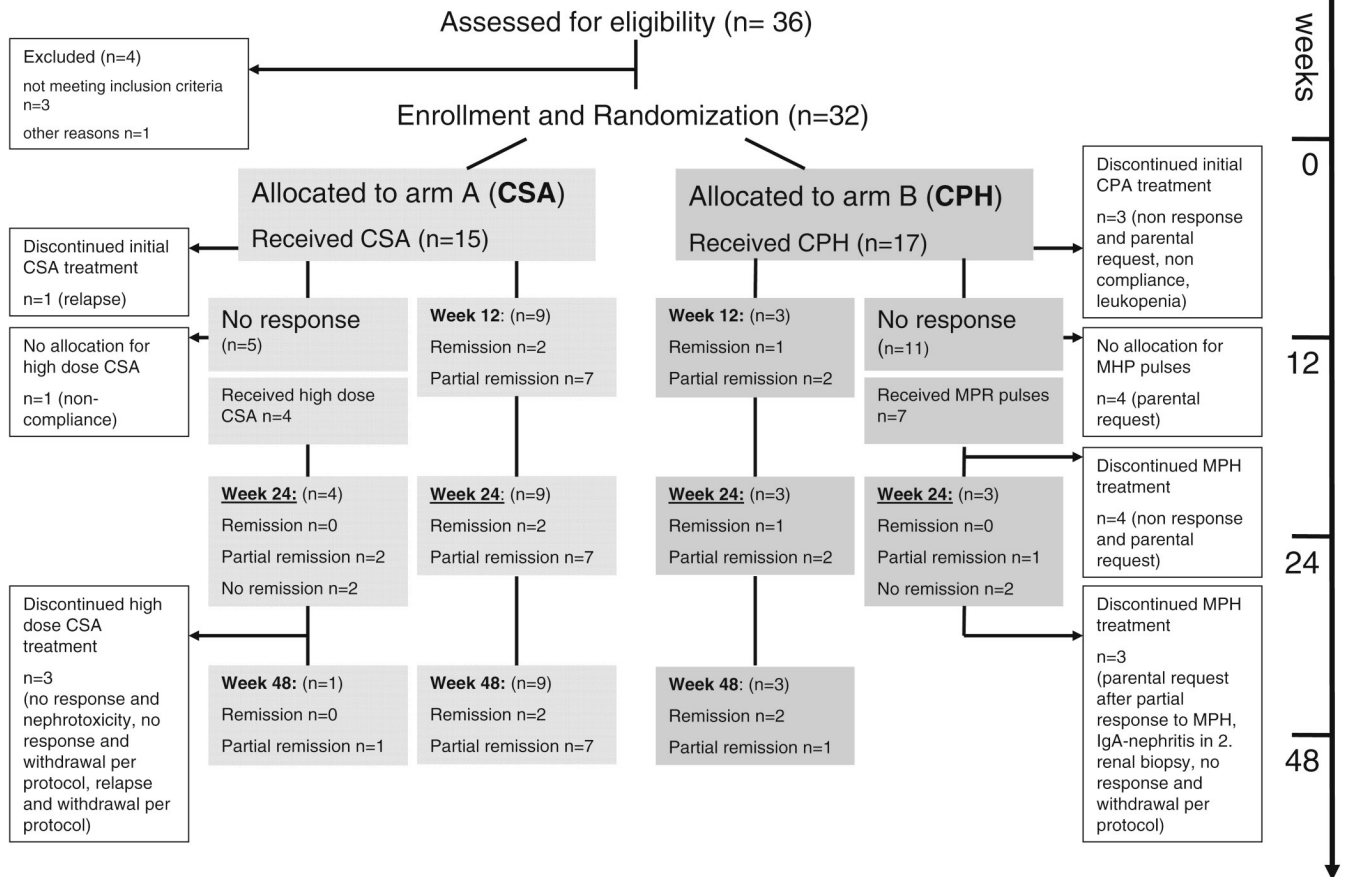 Assessed for eligibility (n= 36)
Excluded (n=4)
not meeting inclusion criteria
n=3
other reasons n=1
Enrollment and Randomization (n=32)
Allocated to arm A (CSA)
Received CSA (n=15)
Allocated to arm B (CPH)
Received CPH (n=17)
Discontinued initial
CSA treatment
n=1 (relapse)
Discontinued initial
CPA treatment
n=3 (non response
and parental
request, non
compliance,
leukopenia)
No response
(n=5)
Week 12: (n=9)
Remission n=2
Partial remission n=7
Week 12: (n=3)
Remission n=1
Partial remission n=2
No response
(n=11)
No allocation for
high dose CSA
n=1 (non-
compliance)
Received high dose
CSA n=4
Received MPR pulses
n=7
No allocation for
MHP pulses
n=4 (parental
request)
Discontinued MPH
treatment
n=4 (non response
and parental
request)
Week 24: (n=4)
Remission n=0
Partial remission n=2
No remission n=2
Week 24: (n=9)
Remission n=2
Partial remission n=7
Week 24: (n=3)
Remission n=1
Partial remission n=2
Week 24: (n=3)
Remission n=0
Partial remission n=1
No remission n=2
Discontinued high
dose CSA
treatment
n=3
(no response and
nephrotoxicity, no
response and
withdrawal per
protocol, relapse
and withdrawal per
protocol)
Discontinued MPH
treatment
n=3
(parental request
after partial
response to MPH,
IgA-nephritis in 2.
renal biopsy, no
response and
withdrawal per
protocol)
Week 48: (n=1)
Remission n=0
Partial remission n=1
Week 48: (n=9)
Remission n=2
Partial remission n=7
Week 48: (n=3)
Remission n=2
Partial remission n=1
weeks
0
12
24
48